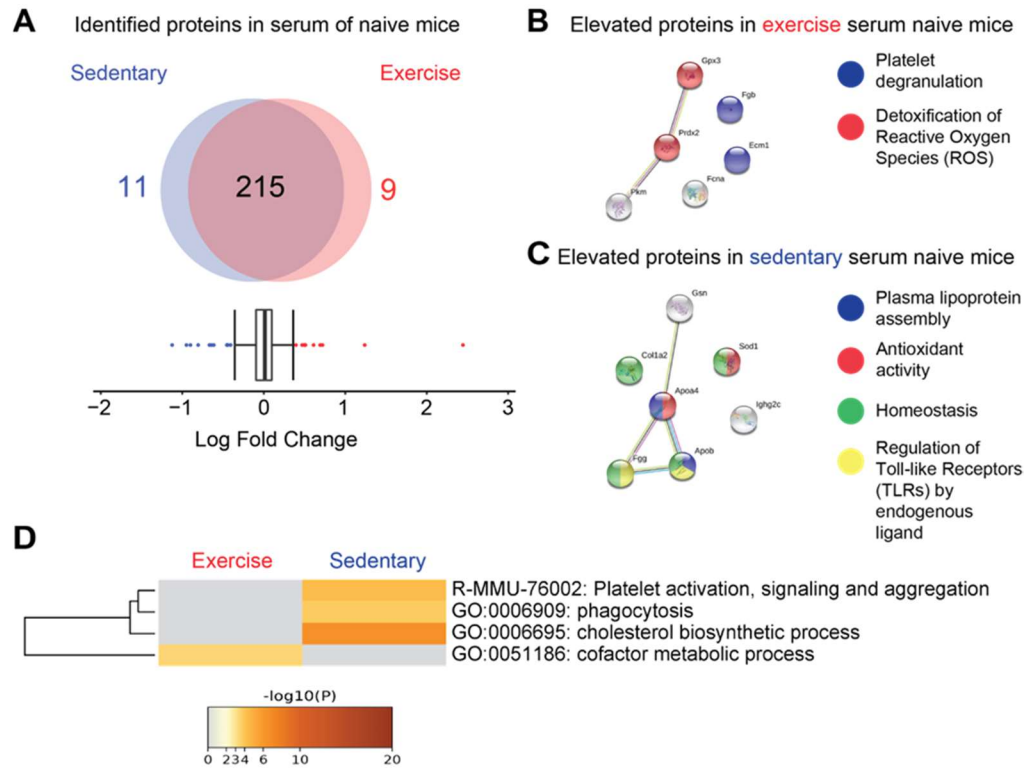 A
Identified proteins in serum of naive mice
Sedentary
Exercise
11
215
9
−2
−1
0
1
2
3
Log Fold Change
B
Elevated proteins in exercise serum naive mice
Gpx3
Fgb
Prdx2
Ecm1
Fcna
Pkm
Platelet
degranulation
Detoxification of
Reactive Oxygen
Species (ROS)
C
Elevated proteins in sedentary serum naive mice
Gsn
Sod1
Col1a2
Apoa4
Ighg2c
Fgg
Apob
Plasma lipoprotein
assembly
Antioxidant
activity
Homeostasis
Regulation of
Toll-like Receptors
(TLRs) by
endogenous
ligand
D
Exercise
Sedentary
R-MMU-76002: Platelet activation, signaling and aggregation
GO:0006909: phagocytosis
GO:0006695: cholesterol biosynthetic process
GO:0051186: cofactor metabolic process
-log10(P)
0 2 3 4 6 10 20